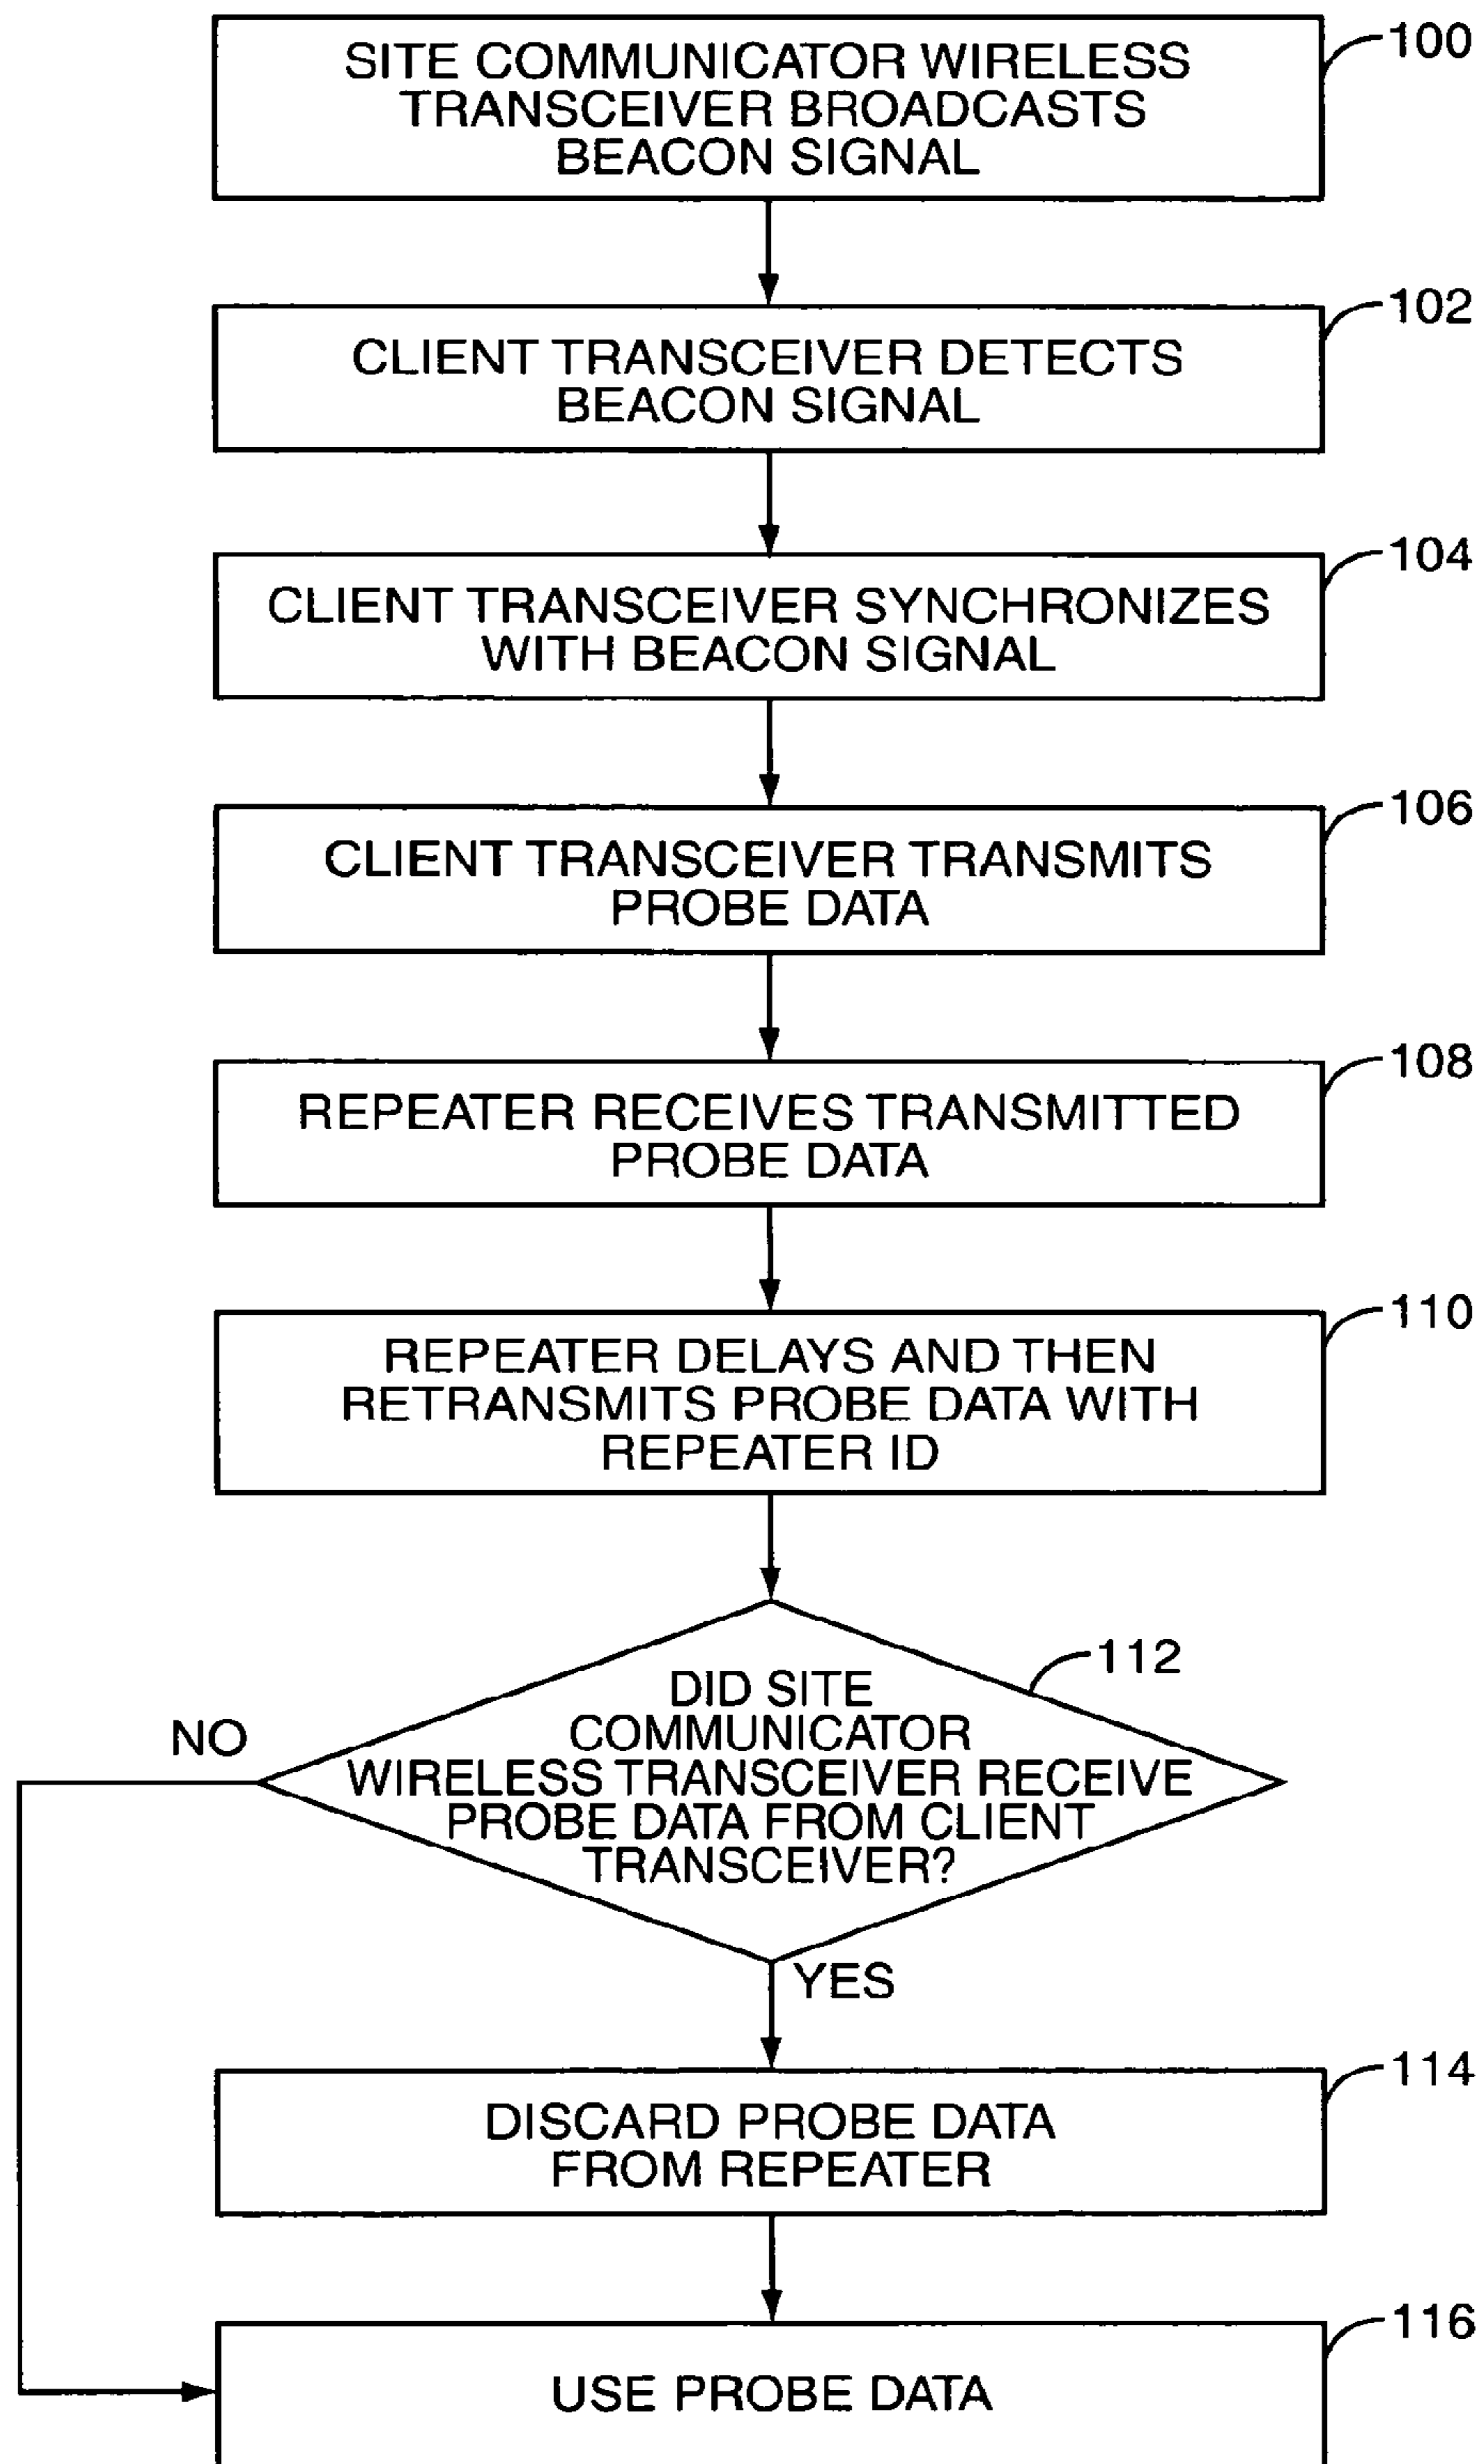 100
SITE COMMUNICATOR WIRELESS
TRANSCEIVER BROADCASTS
BEACON SIGNAL
102
CLIENT TRANSCEIVER DETECTS
BEACON SIGNAL
104
CLIENT TRANSCEIVER SYNCHRONIZES
WITH BEACON SIGNAL
106
CLIENT TRANSCEIVER TRANSMITS
PROBE DATA
108
REPEATER RECEIVES TRANSMITTED
PROBE DATA
110
REPEATER DELAYS AND THEN
RETRANSMITS PROBE DATA WITH
REPEATER ID
112
DID SITE
COMMUNICATOR
WIRELESS TRANSCEIVER RECEIVE
PROBE DATA FROM CLIENT
TRANSCEIVER?
NO
YES
114
DISCARD PROBE DATA
FROM REPEATER
116
USE PROBE DATA